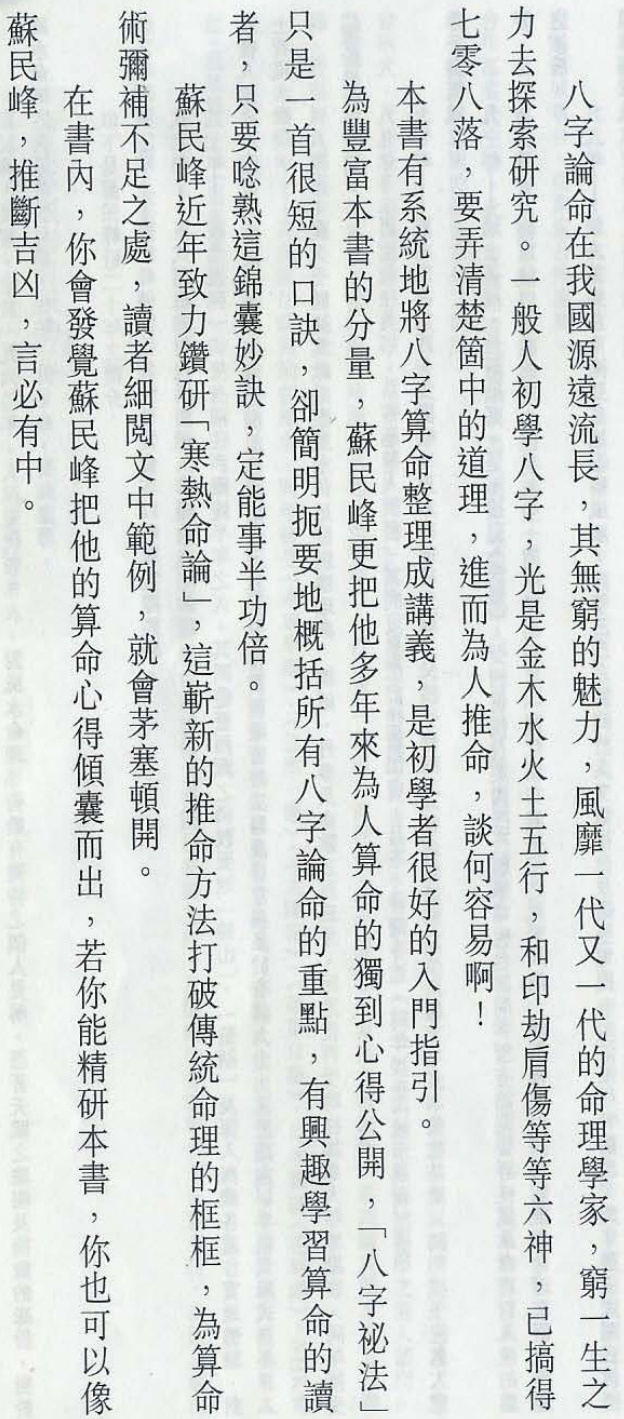 八字論命在我國源遠流長，其無窮的魅力，風靡一代又一代的命理學家，窮一生之
力去探索研究。一般人初學八字，光是金木水火土五行，和印劫肩傷等等六神，已搞得
七零八落，要弄清楚箇中的道理，進而為人推命，談何容易啊！
本書有系統地將八字算命整理成講義，是初學者很好的入門指引。
為豐富本書的分量，蘇民峰更把他多年來為人算命的獨到心得公開，「八字祕法」
只是一首很短的口訣，卻簡明扼要地概括所有八字論命的重點，有興趣學習算命的讀
者，只要唸熟這錦囊妙訣，定能事半功倍。
蘇民峰近年致力鑽研「寒熱命論」，這嶄新的推命方法打破傳統命理的框框，為算命
術彌補不足之處，讀者細閱文中範例，就會茅塞頓開。
在書內，你會發覺蘇民峰把他的算命心得傾囊而出，若你能精研本書，你也可以像
蘇民峰，推斷吉凶，言必有中。